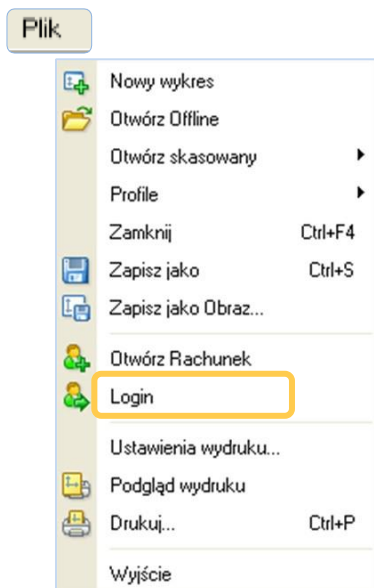 Plik
Nowy wykres
Otwórz Offline
Otwórz skasowany
Profile
Zamknij Ctrl+F4
Zapisz jako Ctrl+S
Zapisz jako Obraz...
Otwórz Rachunek
Login
Ustawienia wydruku...
Podgląd wydruku
Drukuj... Ctrl+P
Wyjście